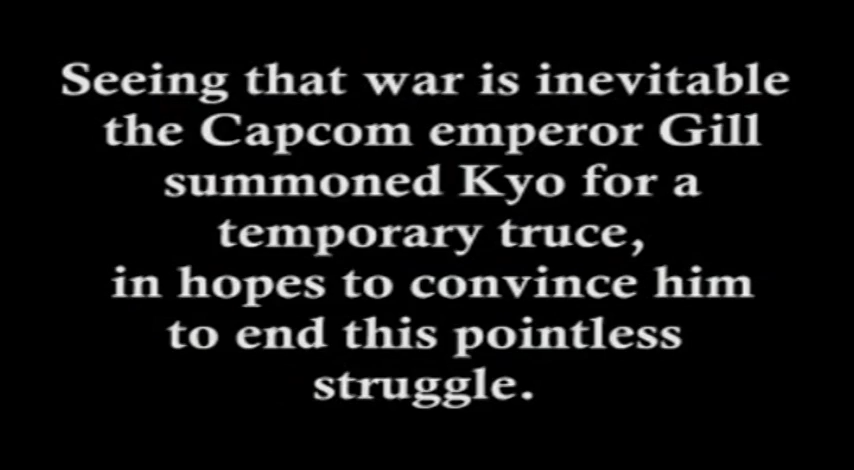 Seeing that war is inevitable
the Capcom emperor Gill
summoned Kyo for a
temporary truce,
in hopes to convince him
to end this pointless
struggle.